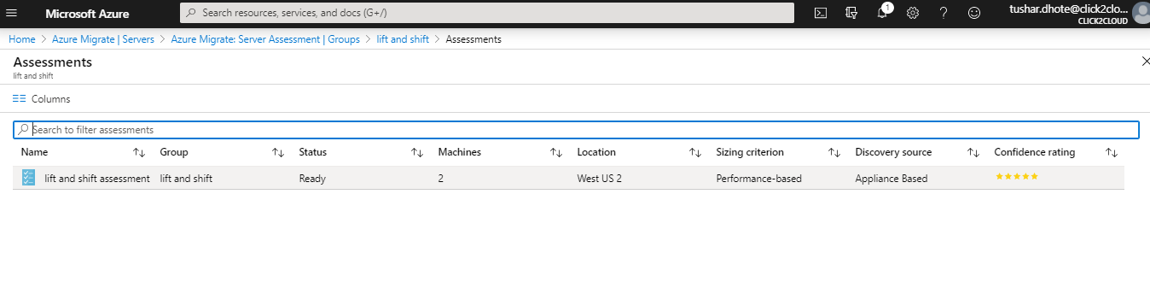 Microsoft Azure
Search resources, services, and docs (G+/)
1
tushar.dhote@click2clo...
CLICK2CLOUD
Home > Azure Migrate | Servers > Azure Migrate: Server Assessment | Groups > lift and shift > Assessments
Assessments
lift and shift
Columns
Search to filter assessments
Name Group Status Machines Location Sizing criterion Discovery source Confidence rating
lift and shift assessment lift and shift Ready 2 West US 2 Performance-based Appliance Based ★★★★★